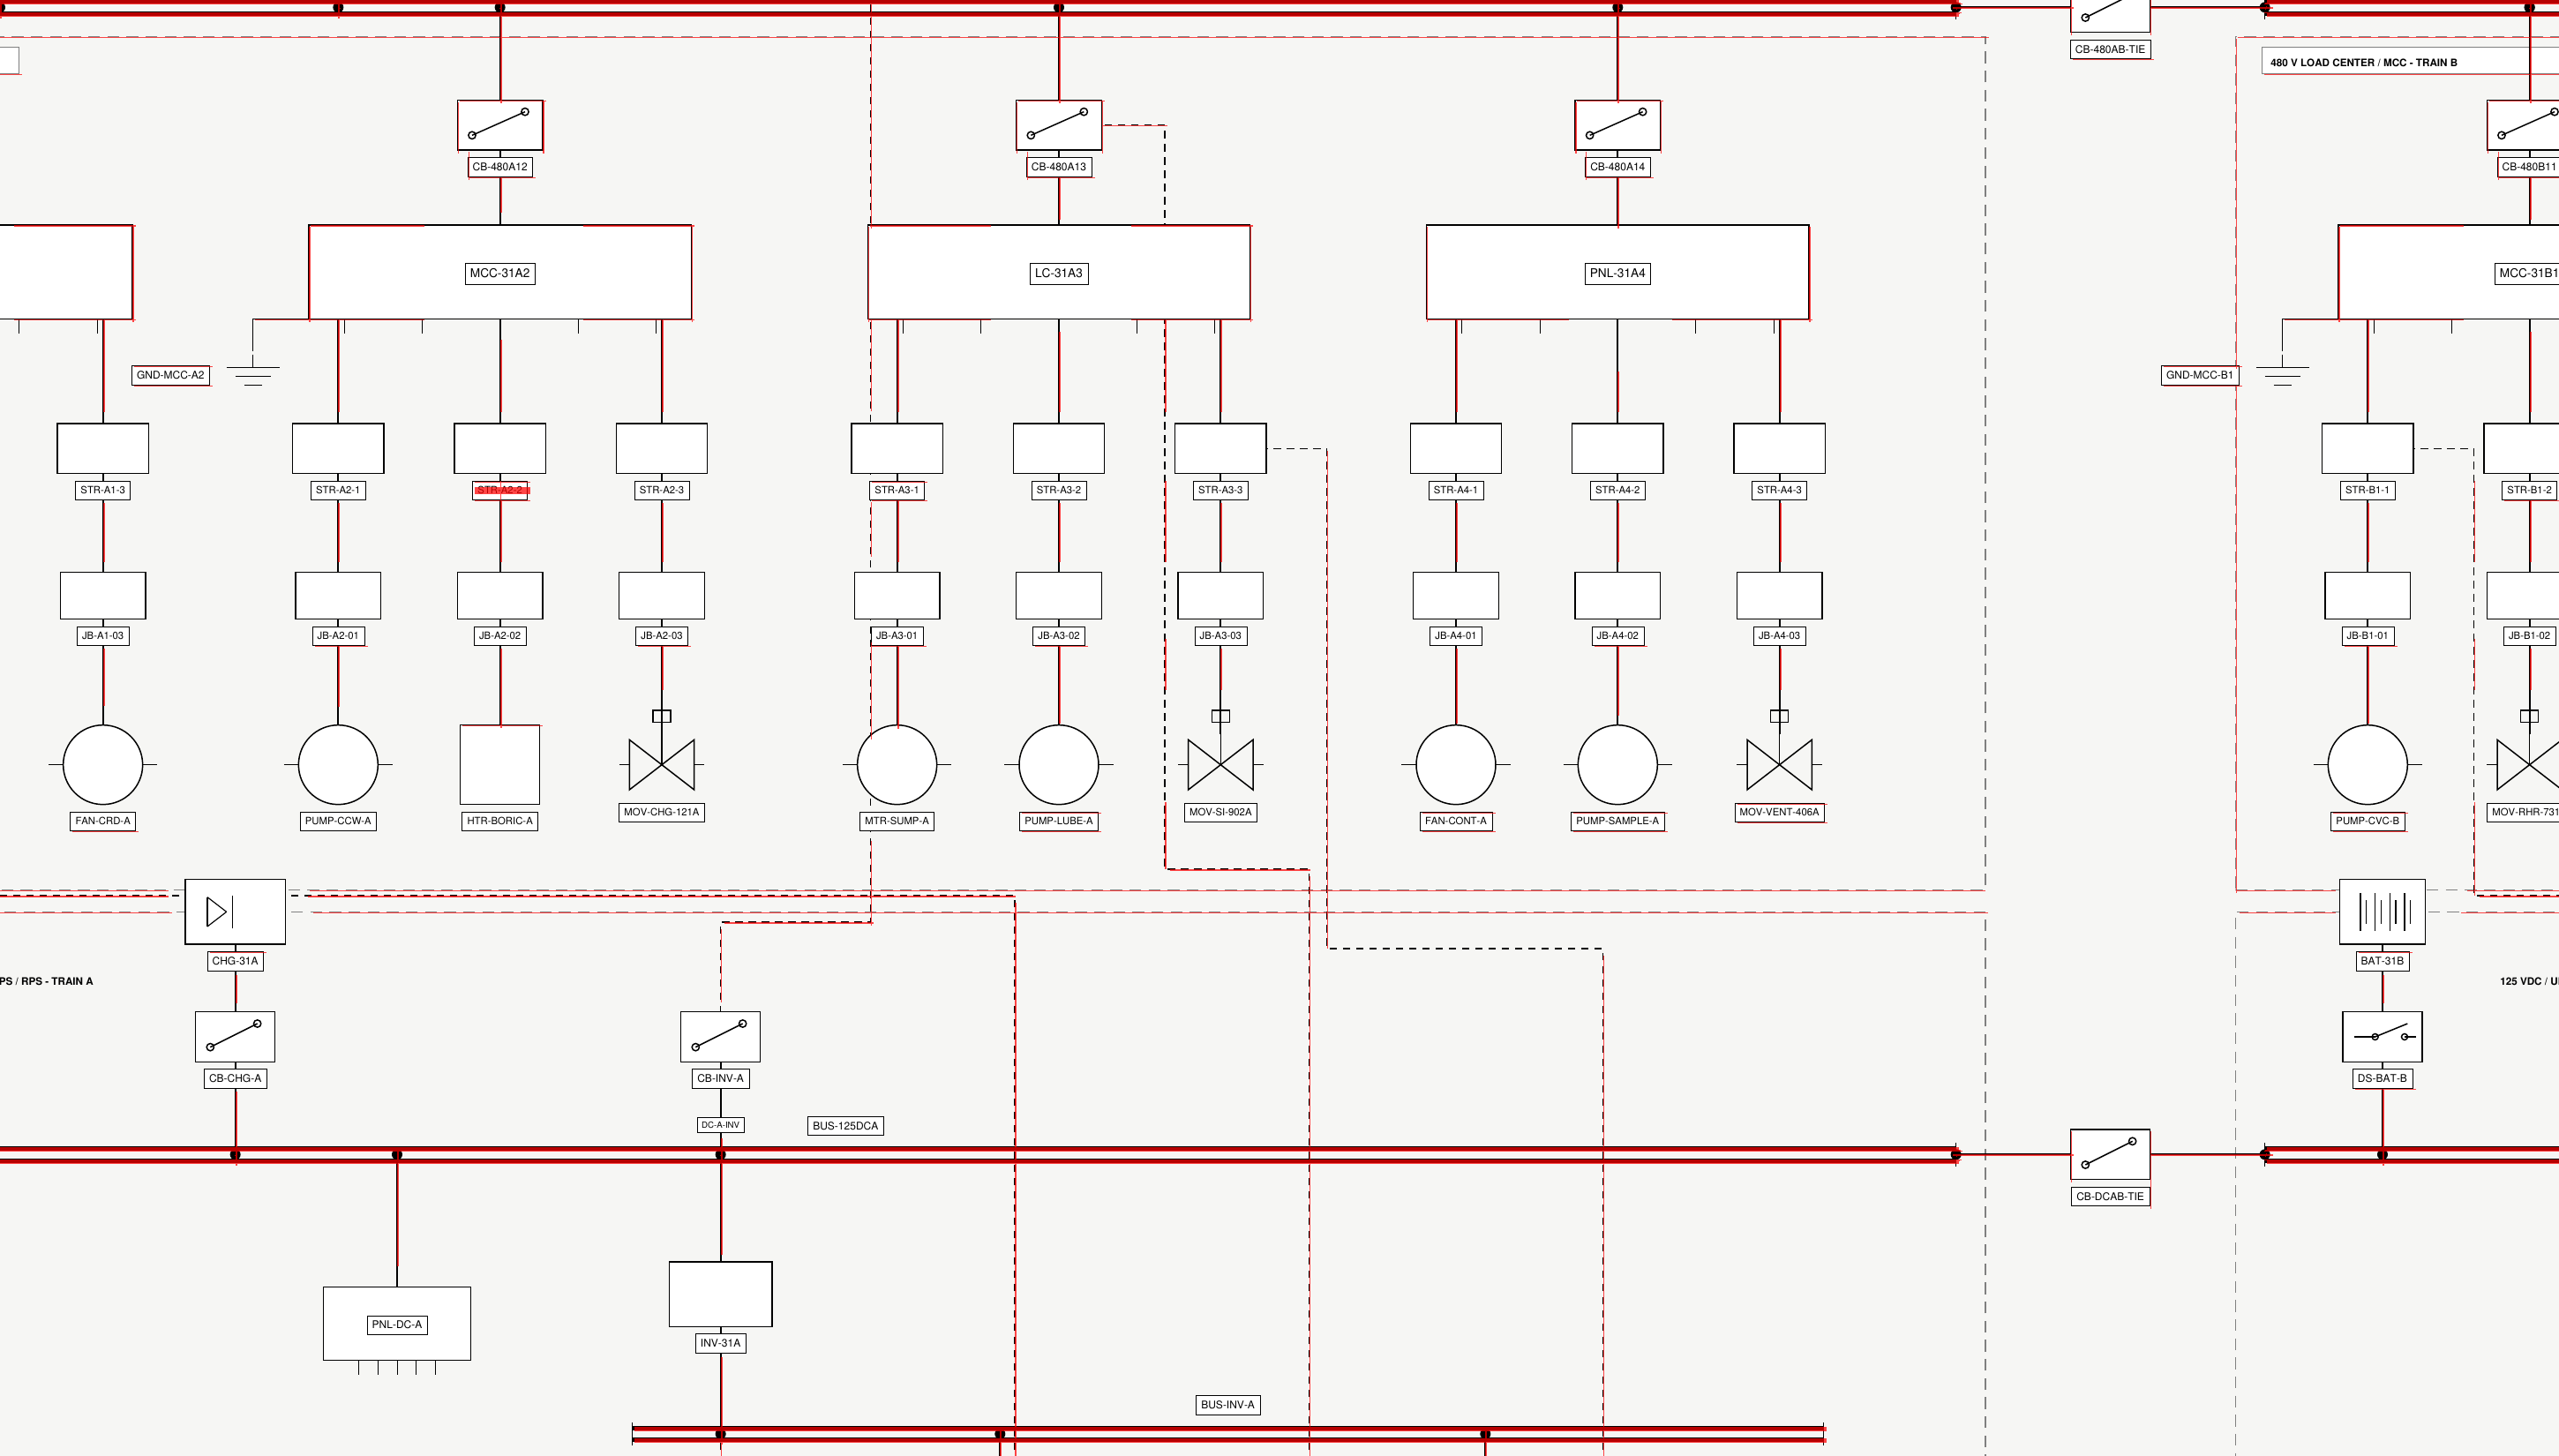 CB-480AB-TIE
480 V LOAD CENTER / MCC - TRAIN B
CB-480A12
CB-480A13
CB-480A14
CB-480B11
MCC-31A2
LC-31A3
PNL-31A4
MCC-31B1
GND-MCC-A2
GND-MCC-B1
STR-A1-3
STR-A2-1
STR-A2-2
STR-A2-3
STR-A3-1
STR-A3-2
STR-A3-3
STR-A4-1
STR-A4-2
STR-A4-3
STR-B1-1
STR-B1-2
JB-A1-03
JB-A2-01
JB-A2-02
JB-A2-03
JB-A3-01
JB-A3-02
JB-A3-03
JB-A4-01
JB-A4-02
JB-A4-03
JB-B1-01
JB-B1-02
FAN-CRD-A
PUMP-CCW-A
HTR-BORIC-A
MOV-CHG-121A
MTR-SUMP-A
PUMP-LUBE-A
MOV-SI-902A
FAN-CONT-A
PUMP-SAMPLE-A
MOV-VENT-406A
PUMP-CVC-B
MOV-RHR-731
CHG-31A
BAT-31B
PS / RPS - TRAIN A
125 VDC / U
CB-CHG-A
CB-INV-A
DS-BAT-B
DC-A-INV
BUS-125DCA
CB-DCAB-TIE
PNL-DC-A
INV-31A
BUS-INV-A